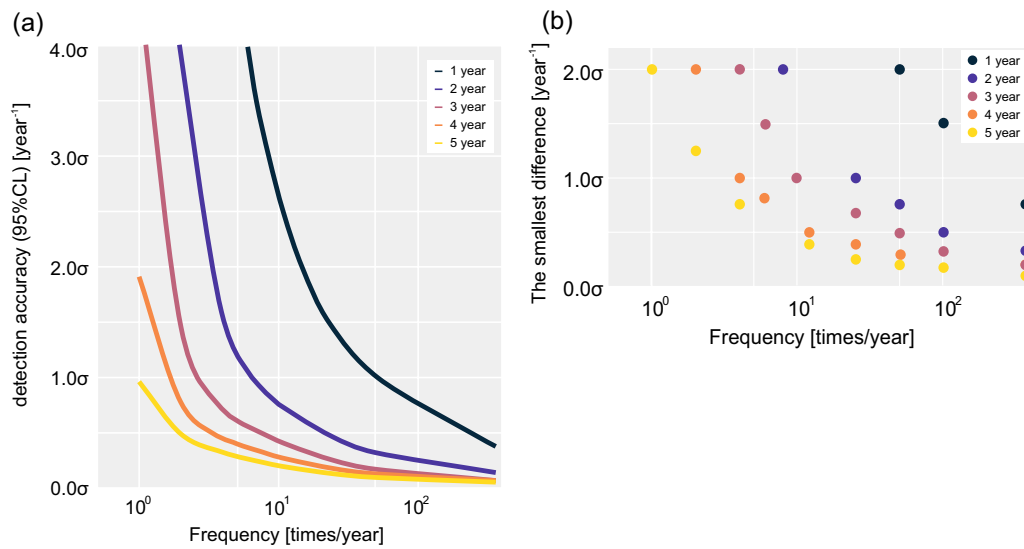 (a)
detection accuracy (95%CL) [year⁻¹]
4.0σ
3.0σ
2.0σ
1.0σ
0.0σ
1 year
2 year
3 year
4 year
5 year
10⁰
10¹
10²
Frequency [times/year]
(b)
The smallest difference [year⁻¹]
2.0σ
1.0σ
0.0σ
1 year
2 year
3 year
4 year
5 year
10⁰
10¹
10²
Frequency [times/year]